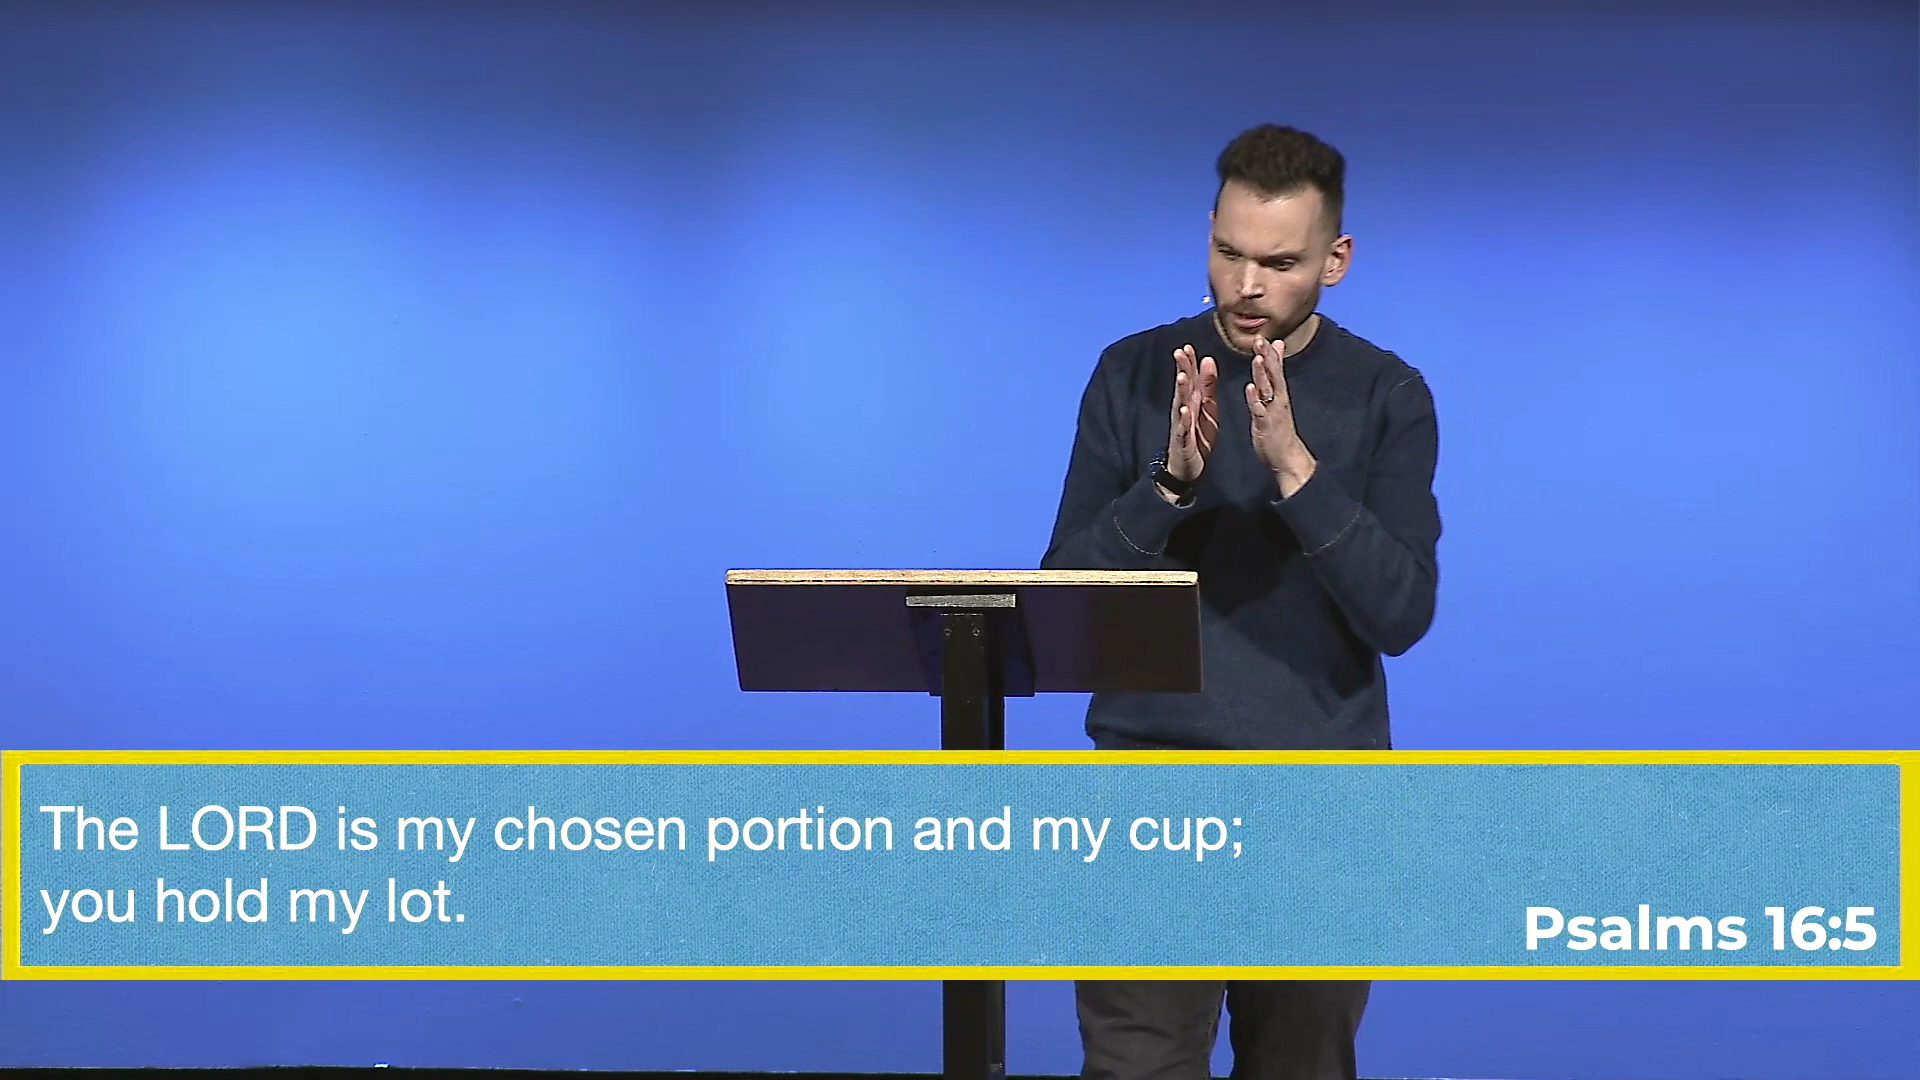 The LORD is my chosen portion and my cup;
you hold my lot.
Psalms 16:5